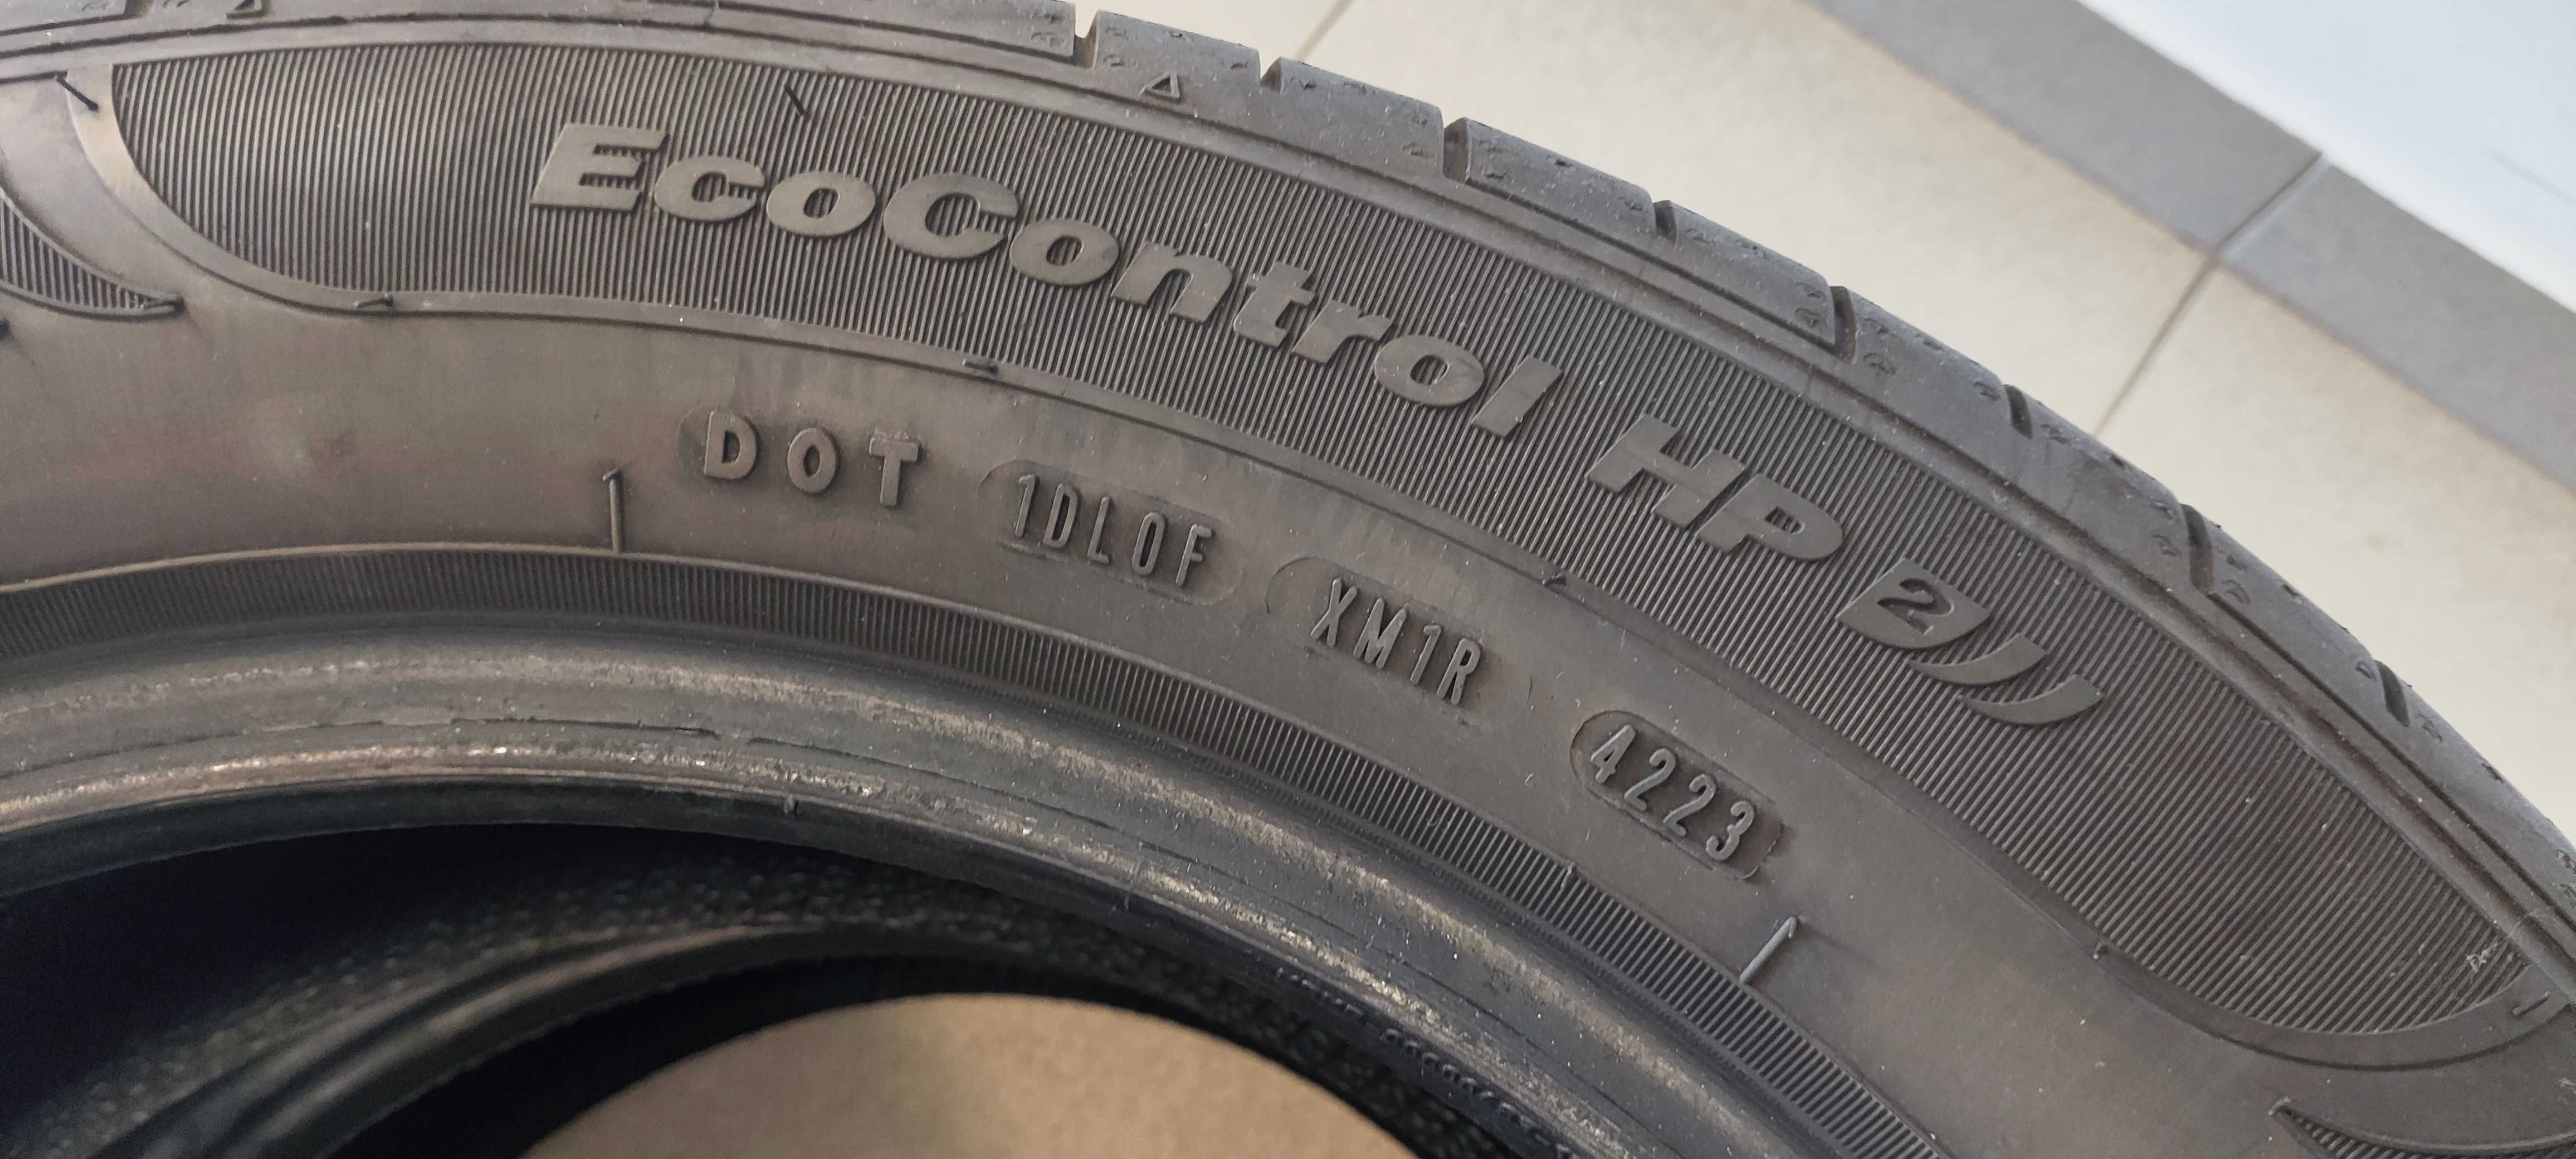 EcoControl HP 2
DOT 1DL0F XM1R 4223